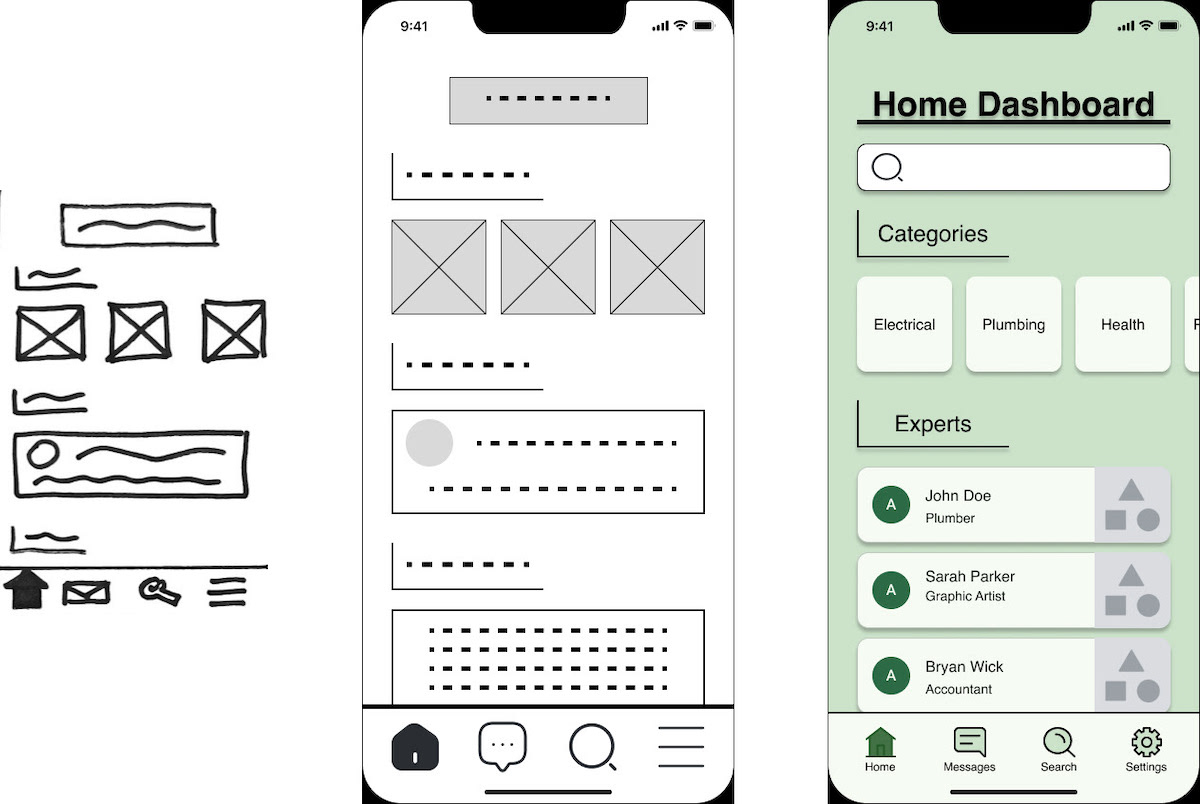 9:41
9:41
Home Dashboard
Categories
Electrical
Plumbing
Health
Experts
A
John Doe
Plumber
A
Sarah Parker
Graphic Artist
A
Bryan Wick
Accountant
Home
Messages
Search
Settings